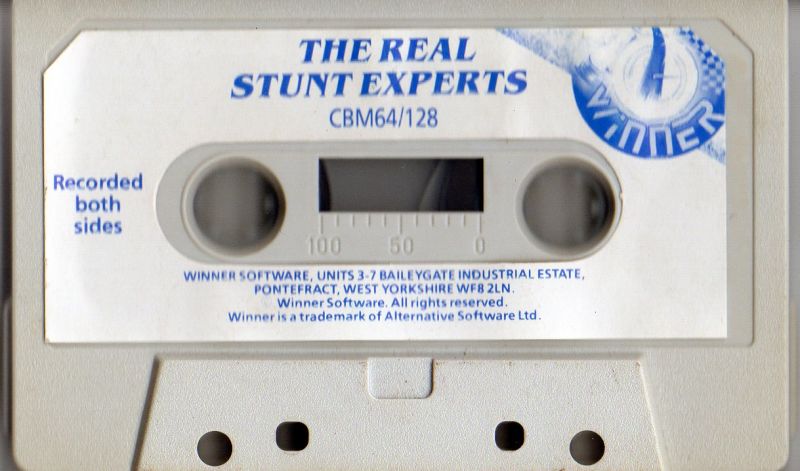 THE REAL
STUNT EXPERTS
CBM64/128
WINNER
Recorded
both
sides
100 50 0
WINNER SOFTWARE, UNITS 3-7 BAILEYGATE INDUSTRIAL ESTATE,
PONTEFRACT, WEST YORKSHIRE WF8 2LN.
Winner Software. All rights reserved.
Winner is a trademark of Alternative Software Ltd.